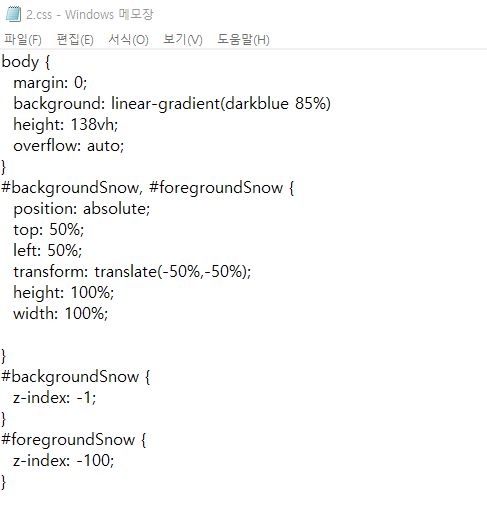 2.css - Windows 메모장
파일(F) 편집(E) 서식(O) 보기(V) 도움말(H)
body {
margin: 0;
background: linear-gradient(darkblue 85%)
height: 138vh;
overflow: auto;
}
#backgroundSnow, #foregroundSnow {
position: absolute;
top: 50%;
left: 50%;
transform: translate(-50%,-50%);
height: 100%;
width: 100%;
}
#backgroundSnow {
z-index: -1;
}
#foregroundSnow {
z-index: -100;
}